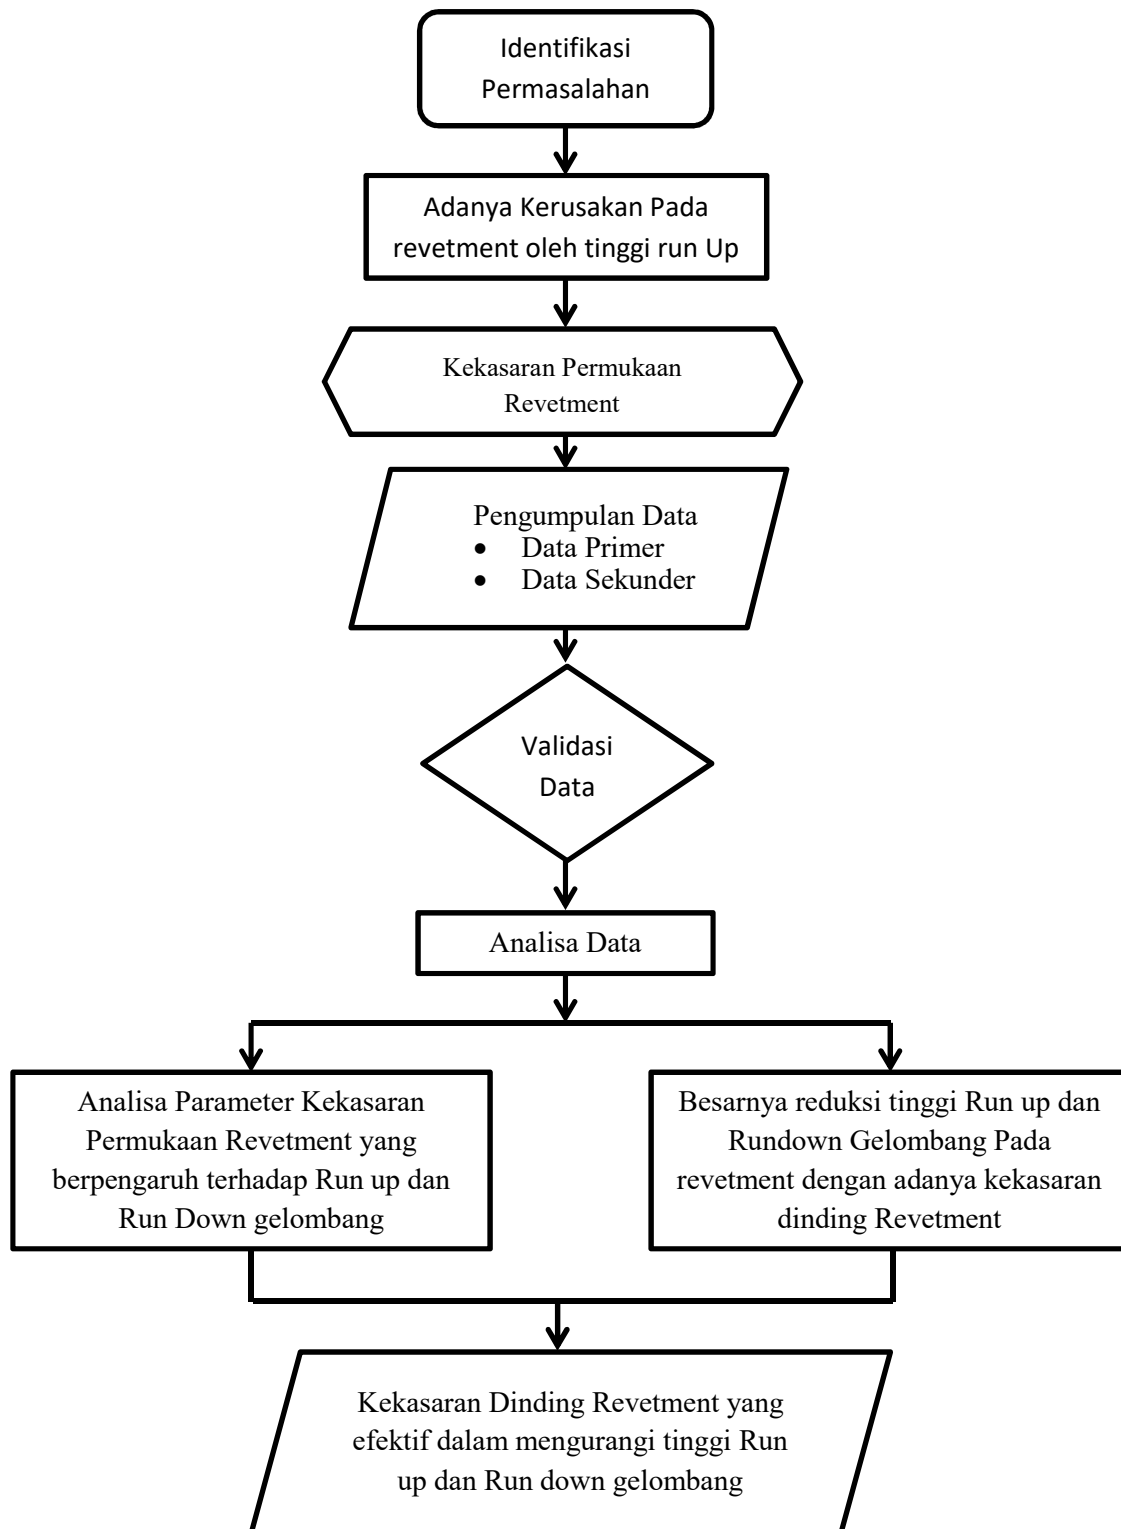 Identifikasi
Permasalahan
Adanya Kerusakan Pada
revetment oleh tinggi run Up
Kekasaran Permukaan
Revetment
Pengumpulan Data
• Data Primer
• Data Sekunder
Validasi
Data
Analisa Data
Analisa Parameter Kekasaran
Permukaan Revetment yang
berpengaruh terhadap Run up dan
Run Down gelombang
Besarnya reduksi tinggi Run up dan
Rundown Gelombang Pada
revetment dengan adanya kekasaran
dinding Revetment
Kekasaran Dinding Revetment yang
efektif dalam mengurangi tinggi Run
up dan Run down gelombang